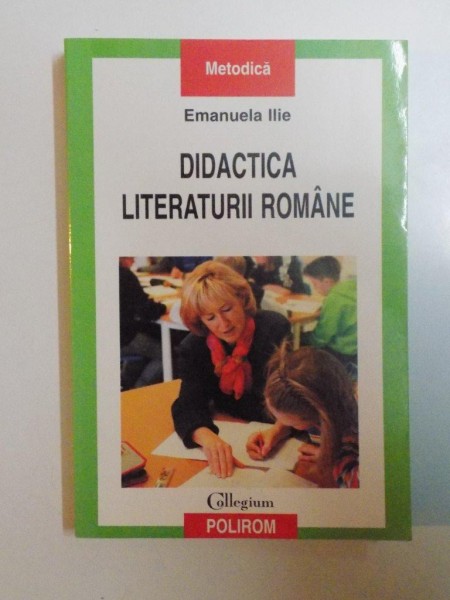 Metodică
Emanuela Ilie
DIDACTICA
LITERATURII ROMÂNE
Collegium
POLIROM